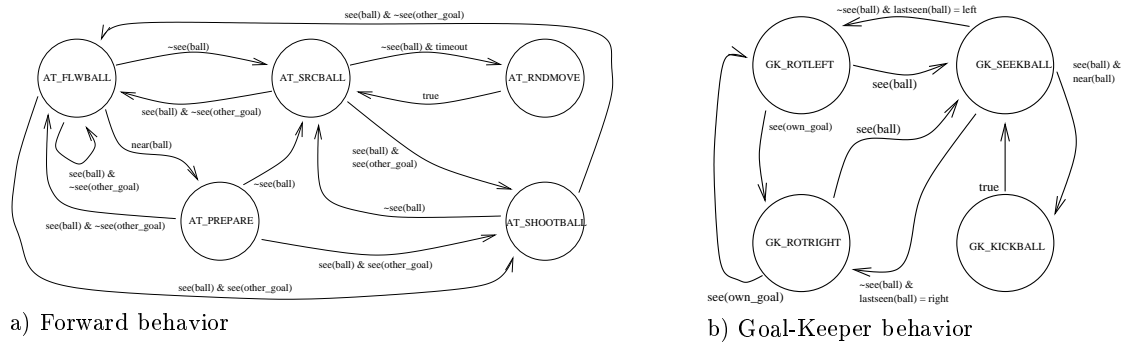 see(ball) & ~see(other_goal)
~see(ball)
~see(ball) & timeout
AT_FLWBALL
AT_SRCBALL
AT_RNDMOVE
true
see(ball) & ~see(other_goal)
near(ball)
see(ball) &
see(other_goal)
see(ball) &
~see(other_goal)
~see(ball)
~see(ball)
AT_PREPARE
AT_SHOOTBALL
see(ball) & ~see(other_goal)
see(ball) & see(other_goal)
see(ball) & see(other_goal)
a) Forward behavior
~see(ball) & lastseen(ball) = left
GK_ROTLEFT
GK_SEEKBALL
see(ball) &
near(ball)
see(ball)
see(own_goal)
see(ball)
true
GK_ROTRIGHT
GK_KICKBALL
see(own_goal)
~see(ball) &
lastseen(ball) = right
b) Goal-Keeper behavior